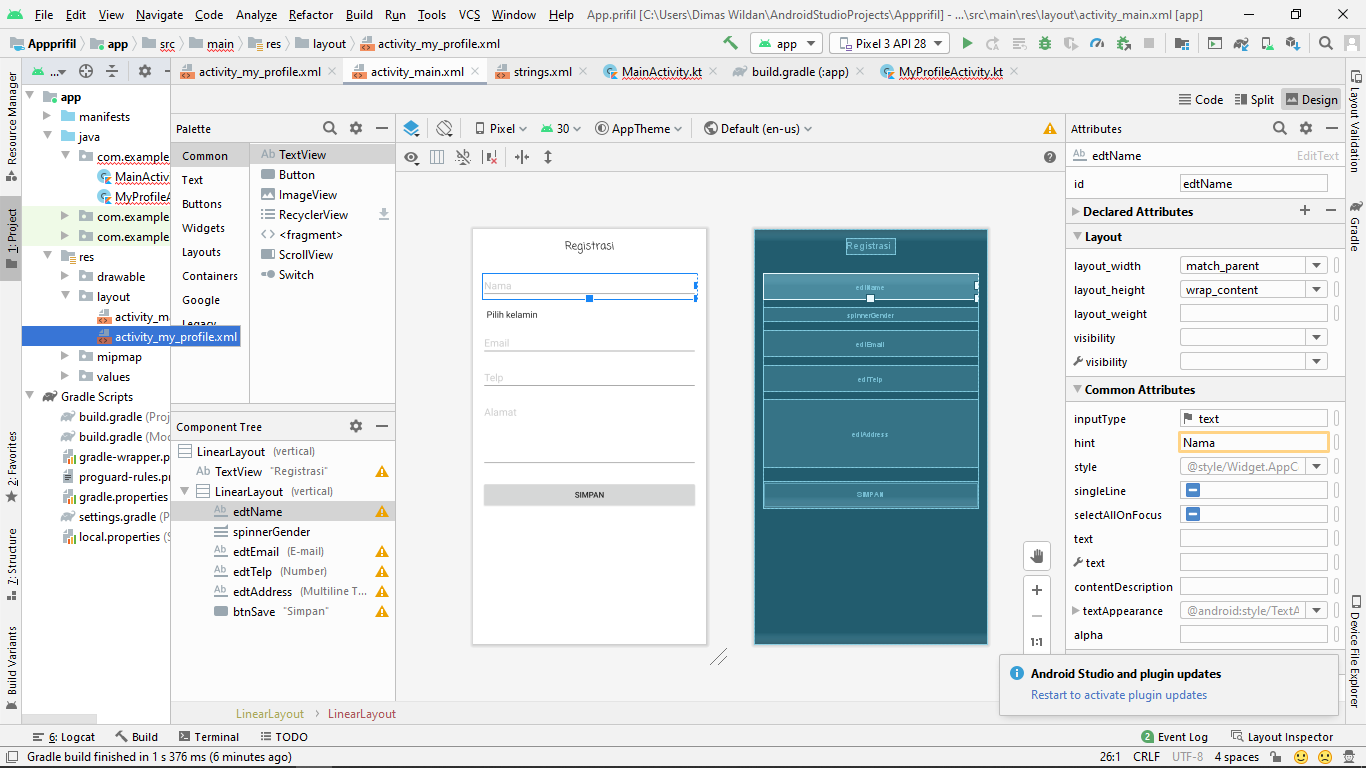 File Edit View Navigate Code Analyze Refactor Build Run Tools VCS Window Help App.prifil [C:\Users\Dimas Wildan\AndroidStudioProjects\Appprifil] - ...\src\main\res\layout\activity_main.xml [app]
Appprifil app src main res layout activity_my_profile.xml app Pixel 3 API 28
... activity_my_profile.xml activity_main.xml strings.xml MainActivity.kt build.gradle (:app) MyProfileActivity.kt
Code Split Design
Resource Manager
1: Project
2: Favorites
7: Structure
Build Variants
app
manifests
java
com.example
MainActiv
MyProfileA
com.example
com.example
res
drawable
layout
activity_m
activity_my_profile.xml
mipmap
values
Gradle Scripts
build.gradle (Proj
build.gradle (Mod
gradle-wrapper.p
proguard-rules.pr
gradle.properties
settings.gradle (P
local.properties (S
Palette
Common
Text
Buttons
Widgets
Layouts
Containers
Google
Legacy
Ab TextView
Button
ImageView
RecyclerView
<> <fragment>
ScrollView
Switch
Component Tree
LinearLayout (vertical)
Ab TextView "Registrasi"
LinearLayout (vertical)
Ab edtName
spinnerGender
Ab edtEmail (E-mail)
Ab edtTelp (Number)
Ab edtAddress (Multiline T...
btnSave "Simpan"
Pixel 30 AppTheme Default (en-us)
Registrasi
Nama
Pilih kelamin
Email
Telp
Alamat
SIMPAN
Registrasi
edtName
spinnerGender
edtEmail
edtTelp
edtAddress
SIMPAN
1:1
LinearLayout > LinearLayout
Attributes
Ab edtName EditText
id edtName
Declared Attributes
Layout
layout_width match_parent
layout_height wrap_content
layout_weight
visibility
visibility
Common Attributes
inputType text
hint Nama
style @style/Widget.AppC
singleLine
selectAllOnFocus
text
text
contentDescription
textAppearance @android:style/TextA
alpha
Android Studio and plugin updates
Restart to activate plugin updates
Layout Validation
Gradle
Device File Explorer
6: Logcat Build Terminal TODO 2 Event Log Layout Inspector
Gradle build finished in 1 s 376 ms (6 minutes ago) 26:1 CRLF UTF-8 4 spaces